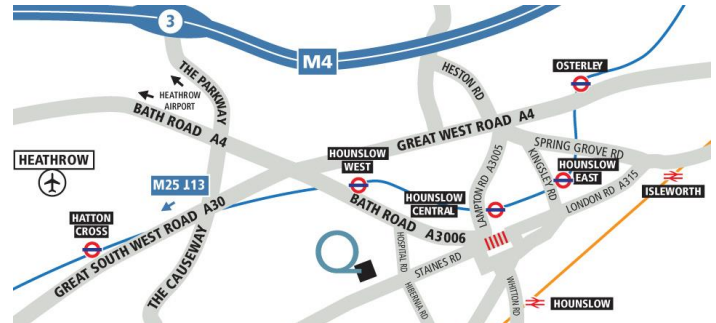 3
M4
THE PARKWAY
HEATHROW
AIRPORT
BATH ROAD A4
HESTON RD
OSTERLEY
GREAT WEST ROAD A4
SPRING GROVE RD
HEATHROW
M25 J13
HOUNSLOW
WEST
LAMPTON RD A3005
KINGSLEY RD
HOUNSLOW
EAST
ISLEWORTH
HATTON
CROSS
GREAT SOUTH WEST ROAD A30
HOUNSLOW
CENTRAL
BATH ROAD A3006
LONDON RD A315
THE CAUSEWAY
HOSPITAL RD
STAINES RD
HIBERNIA RD
WHITTON RD
HOUNSLOW